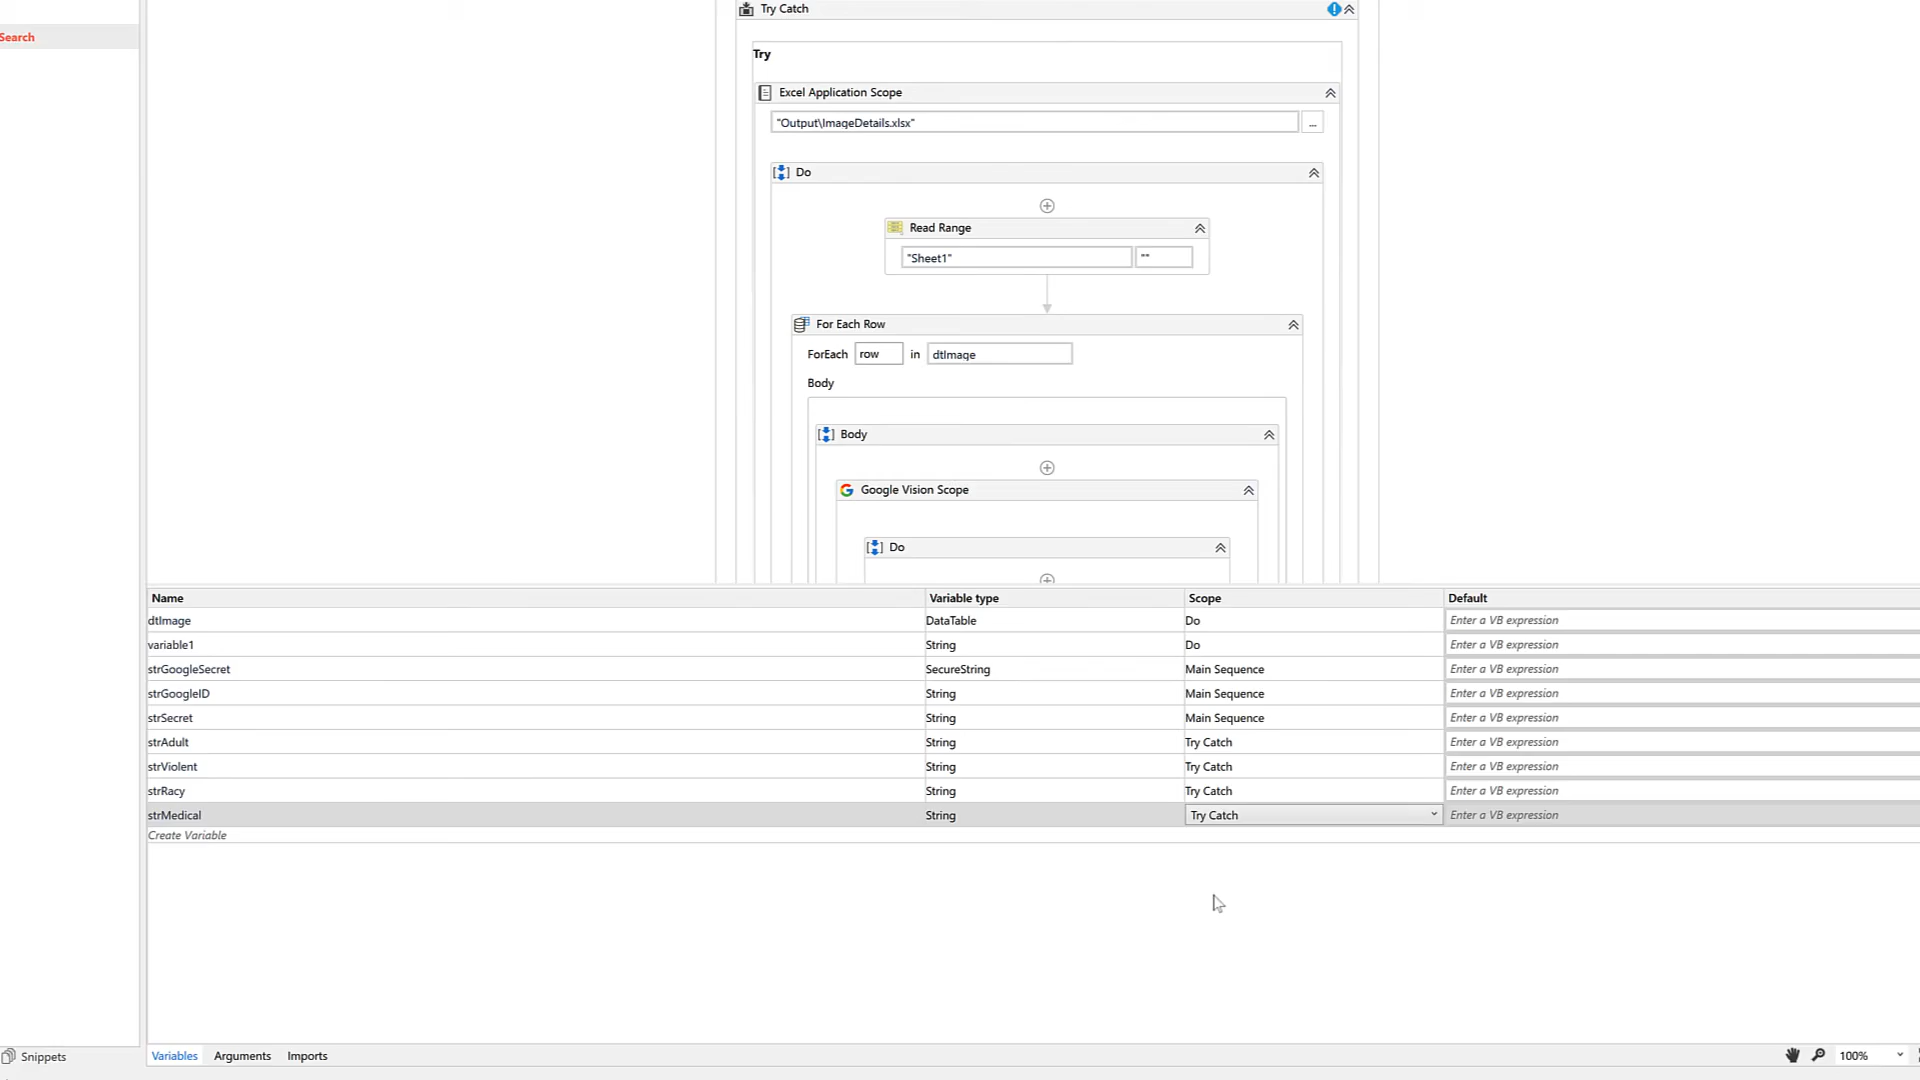 Try Catch
Search
Try
Excel Application Scope
"Output\ImageDetails.xlsx"
...
Do
Read Range
"Sheet1" ""
For Each Row
ForEach row in dtImage
Body
Body
Google Vision Scope
Do
Name Variable type Scope Default
dtImage DataTable Do Enter a VB expression
variable1 String Do Enter a VB expression
strGoogleSecret SecureString Main Sequence Enter a VB expression
strGoogleID String Main Sequence Enter a VB expression
strSecret String Main Sequence Enter a VB expression
strAdult String Try Catch Enter a VB expression
strViolent String Try Catch Enter a VB expression
strRacy String Try Catch Enter a VB expression
strMedical String Try Catch Enter a VB expression
Create Variable
Snippets Variables Arguments Imports 100%